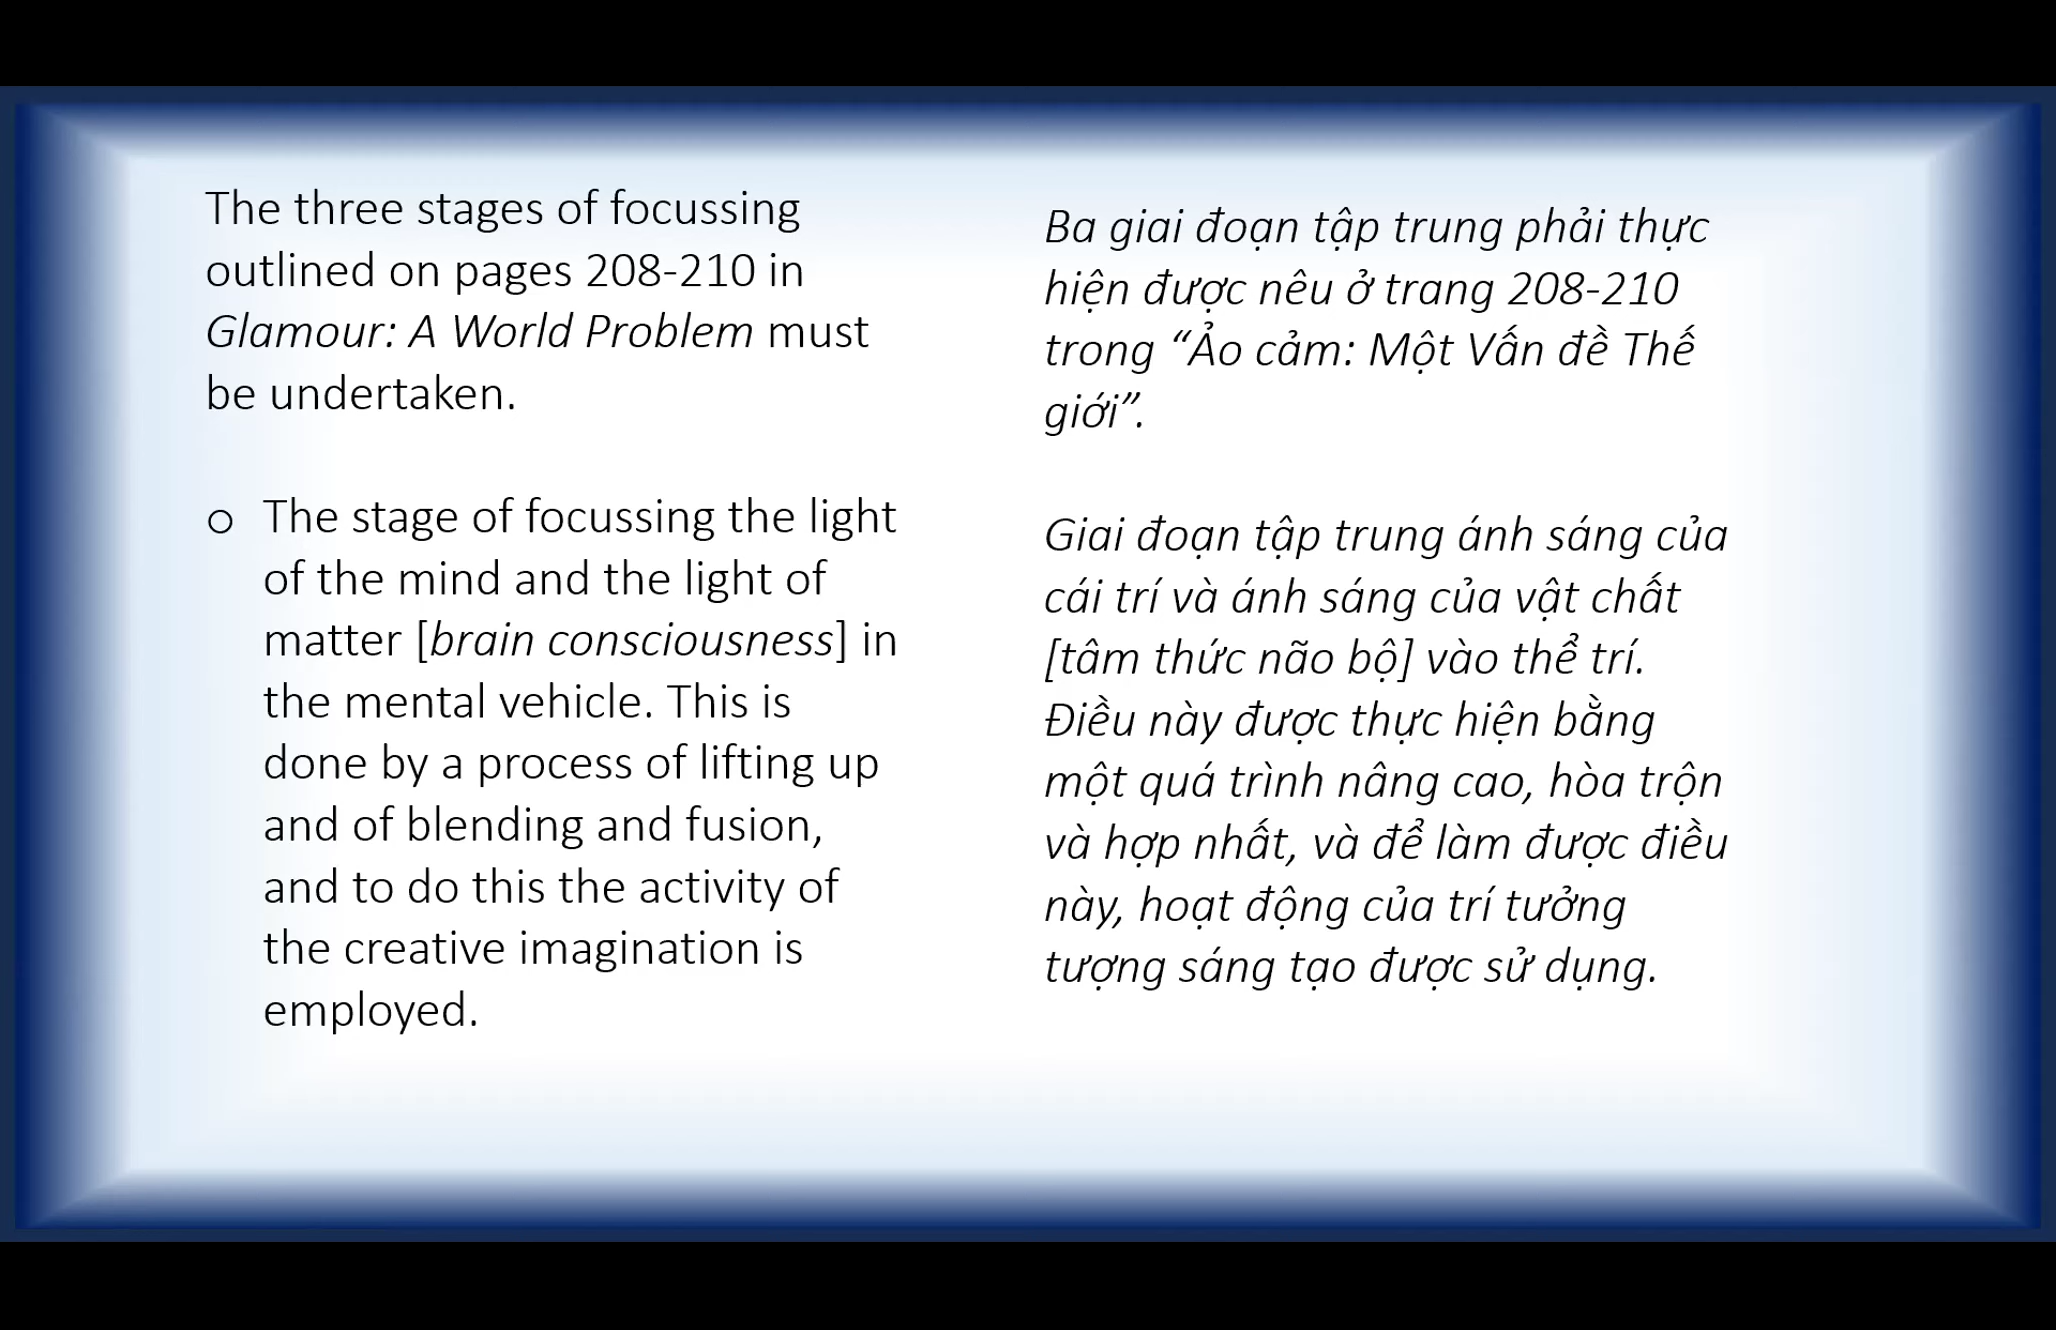 The three stages of focussing
outlined on pages 208-210 in
Glamour: A World Problem must
be undertaken.
o The stage of focussing the light
of the mind and the light of
matter [brain consciousness] in
the mental vehicle. This is
done by a process of lifting up
and of blending and fusion,
and to do this the activity of
the creative imagination is
employed.
Ba giai đoạn tập trung phải thực
hiện được nêu ở trang 208-210
trong “Ảo cảm: Một Vấn đề Thế
giới”.
Giai đoạn tập trung ánh sáng của
cái trí và ánh sáng của vật chất
[tâm thức não bộ] vào thể trí.
Điều này được thực hiện bằng
một quá trình nâng cao, hòa trộn
và hợp nhất, và để làm được điều
này, hoạt động của trí tưởng
tượng sáng tạo được sử dụng.